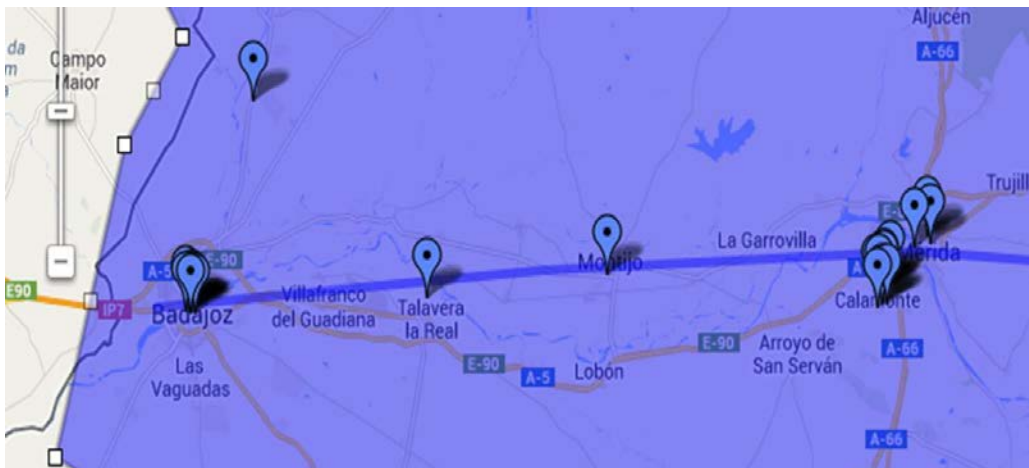 Aljucén
A-66
da
Campo
Maior
Trujill
E-90
La Garrovilla
Montijo
Mérida
A-5
E-90
E90
IP7
Badajoz
Villafranco
del Guadiana
Talavera
la Real
Calamonte
Las
Vaguadas
E-90
A-5
Lobón
E-90
Arroyo de
San Serván
A-66
A-66